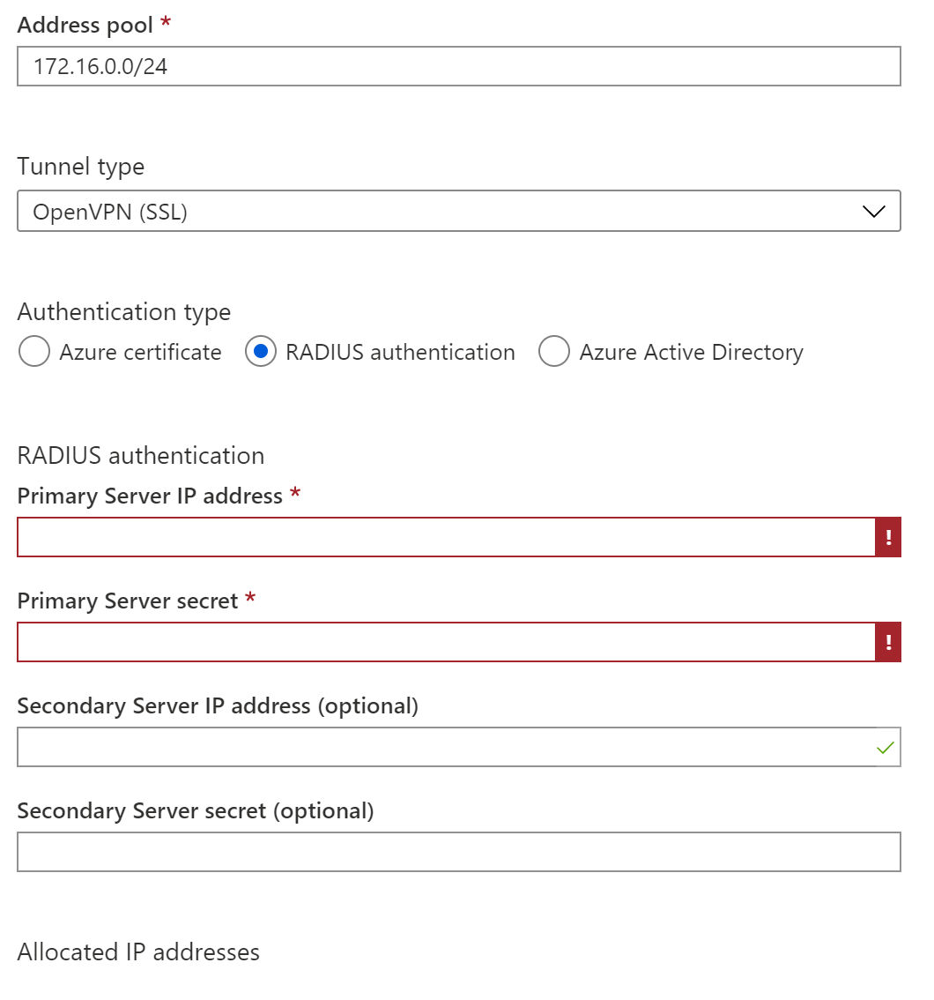 Address pool *
172.16.0.0/24
Tunnel type
OpenVPN (SSL)
Authentication type
Azure certificate RADIUS authentication Azure Active Directory
RADIUS authentication
Primary Server IP address *
!
Primary Server secret *
!
Secondary Server IP address (optional)
Secondary Server secret (optional)
Allocated IP addresses